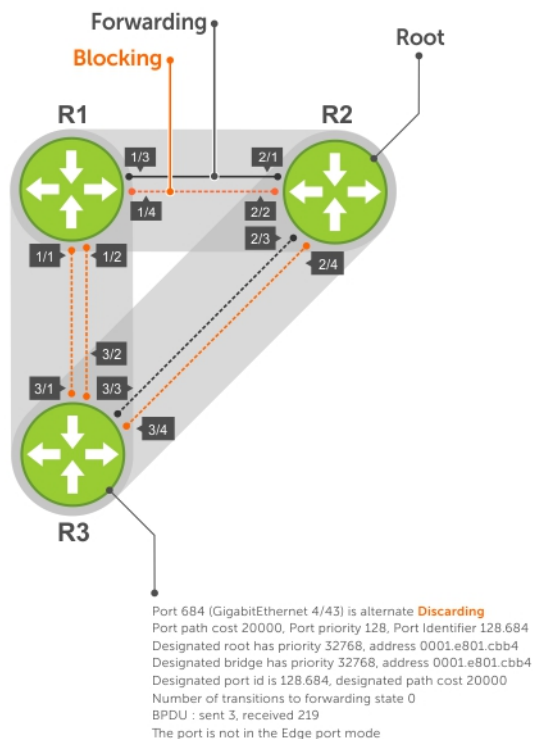 Forwarding
Blocking
Root
R1
R2
1/3
2/1
1/4
2/2
2/3
1/1
1/2
2/4
3/2
3/1
3/3
3/4
R3
Port 684 (GigabitEthernet 4/43) is alternate Discarding
Port path cost 20000, Port priority 128, Port Identifier 128.684
Designated root has priority 32768, address 0001.e801.cbb4
Designated bridge has priority 32768, address 0001.e801.cbb4
Designated port id is 128.684, designated path cost 20000
Number of transitions to forwarding state 0
BPDU : sent 3, received 219
The port is not in the Edge port mode